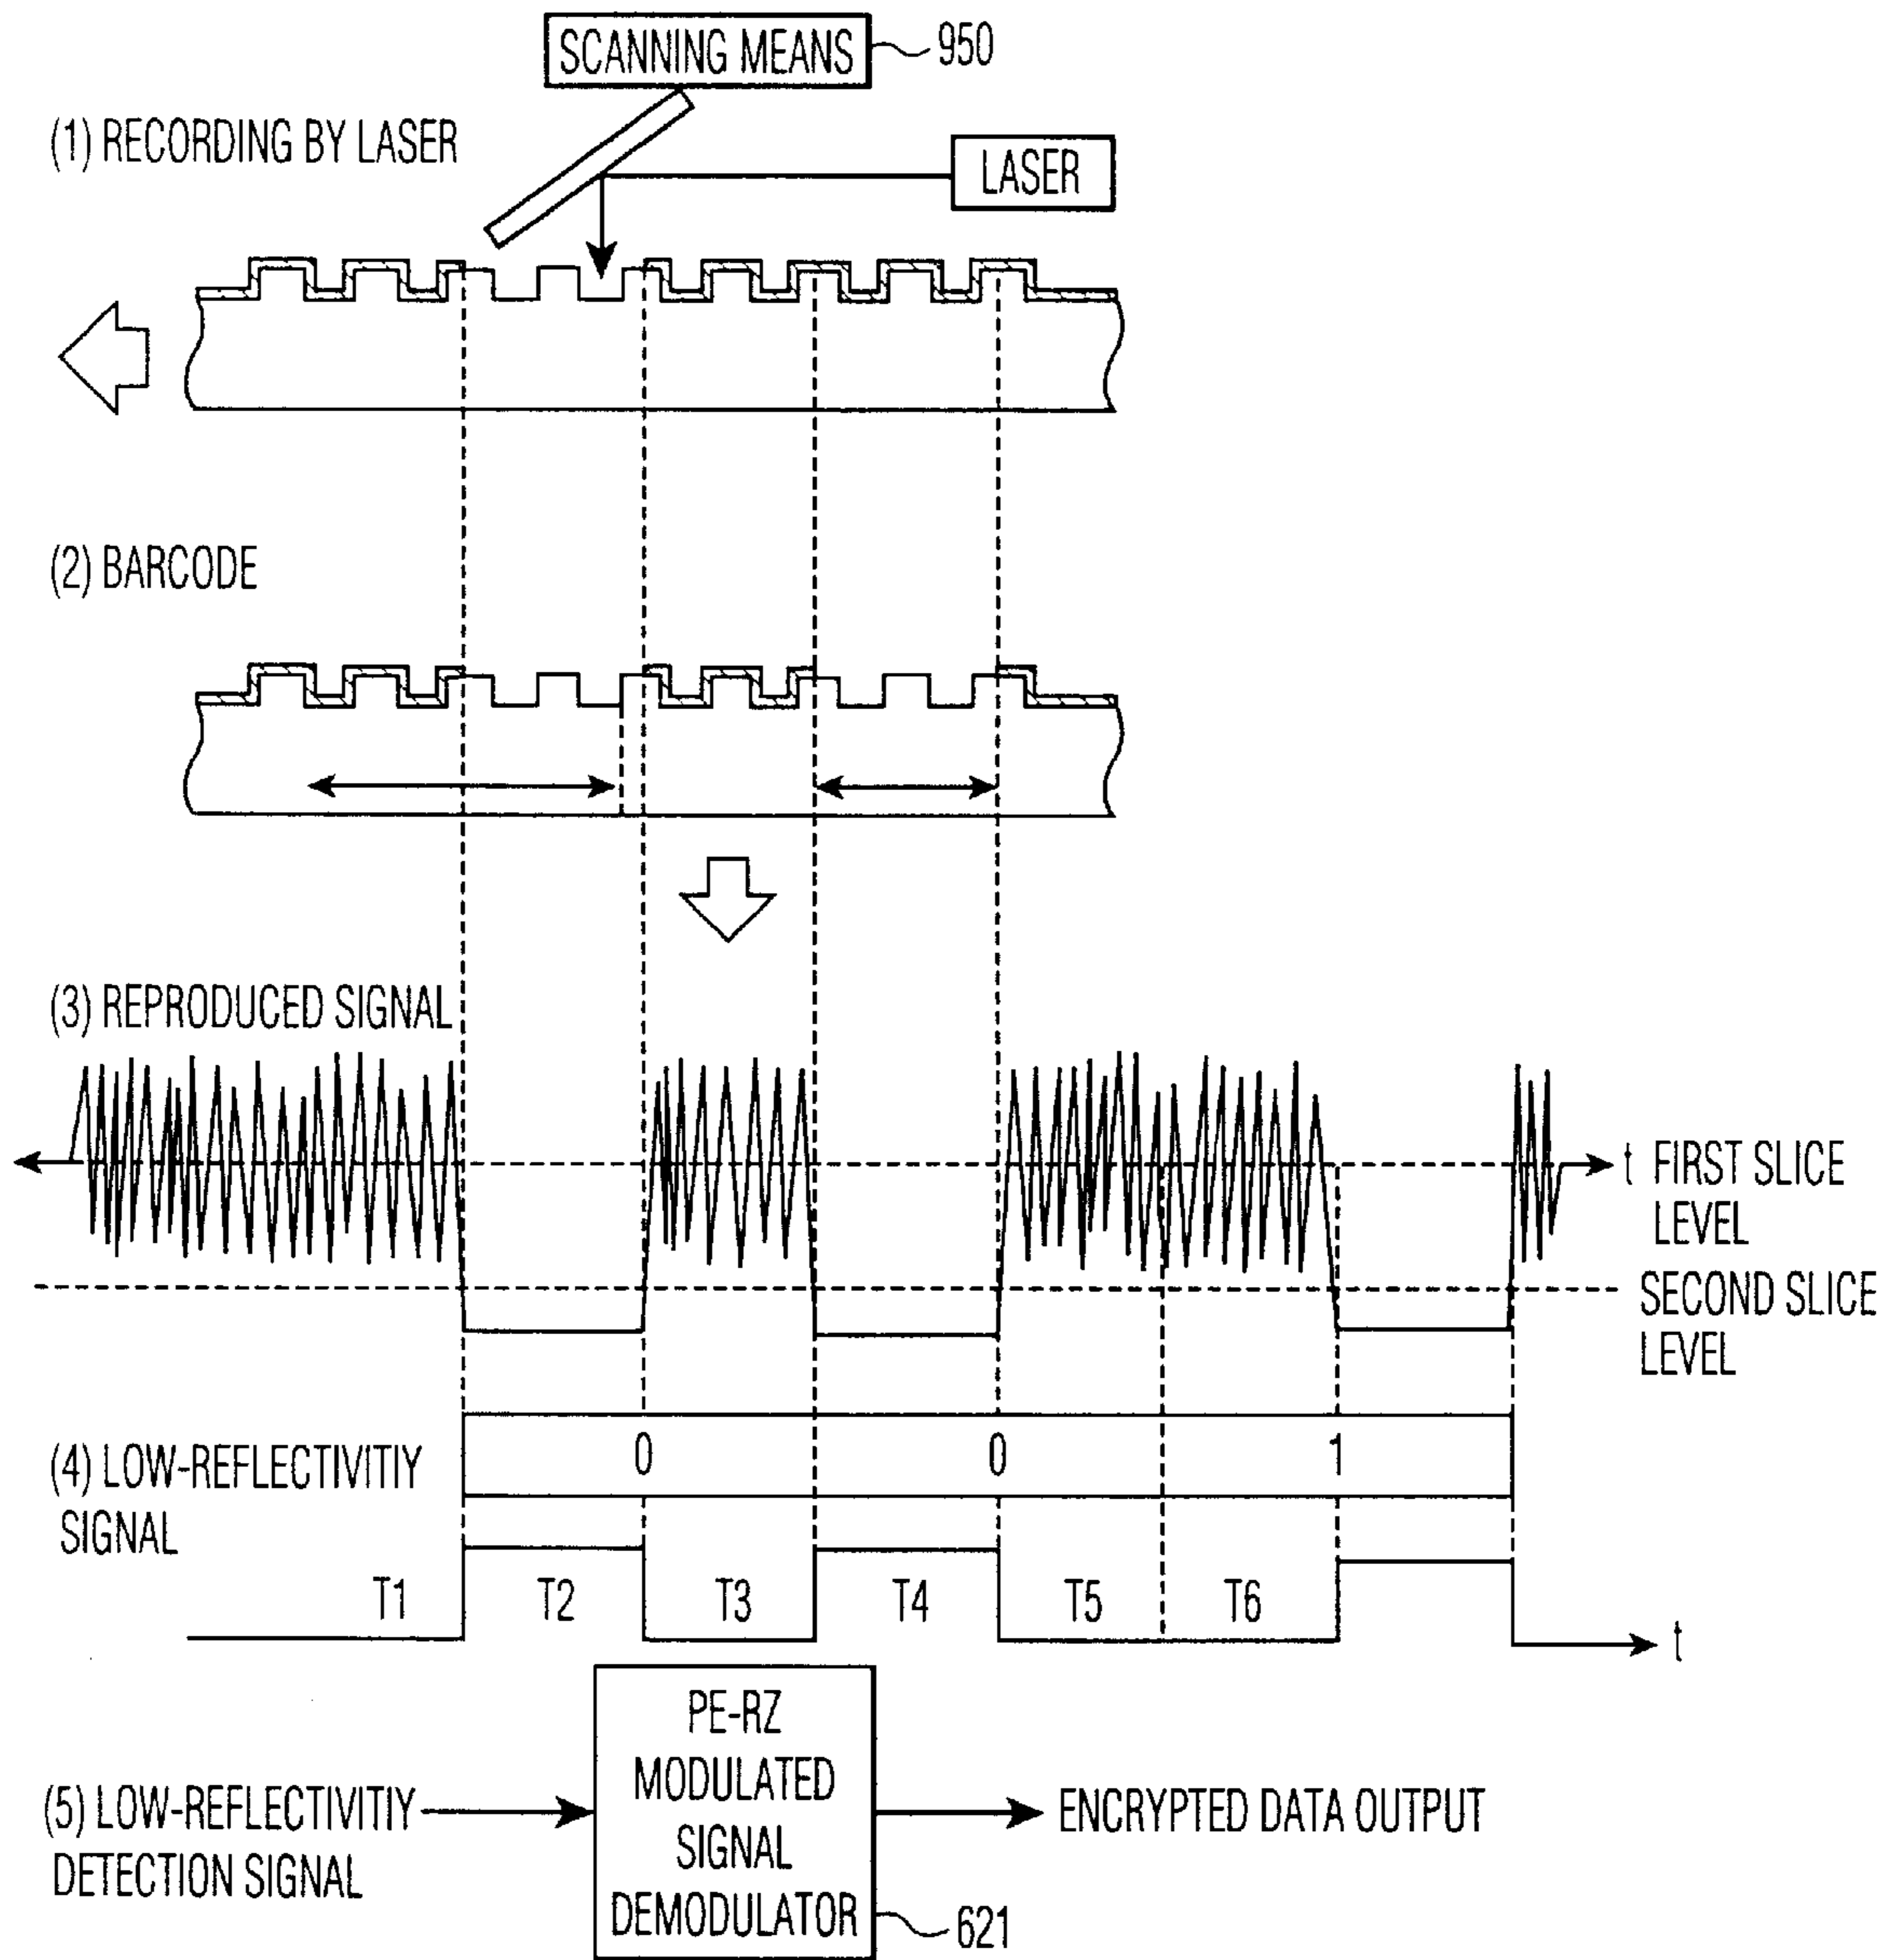 SCANNING MEANS
950
(1) RECORDING BY LASER
LASER
(2) BARCODE
(3) REPRODUCED SIGNAL
t FIRST SLICE
LEVEL
SECOND SLICE
LEVEL
(4) LOW-REFLECTIVITIY
SIGNAL
0 0 1
T1 T2 T3 T4 T5 T6
t
PE-RZ
MODULATED
SIGNAL
DEMODULATOR
621
(5) LOW-REFLECTIVITIY
DETECTION SIGNAL
ENCRYPTED DATA OUTPUT